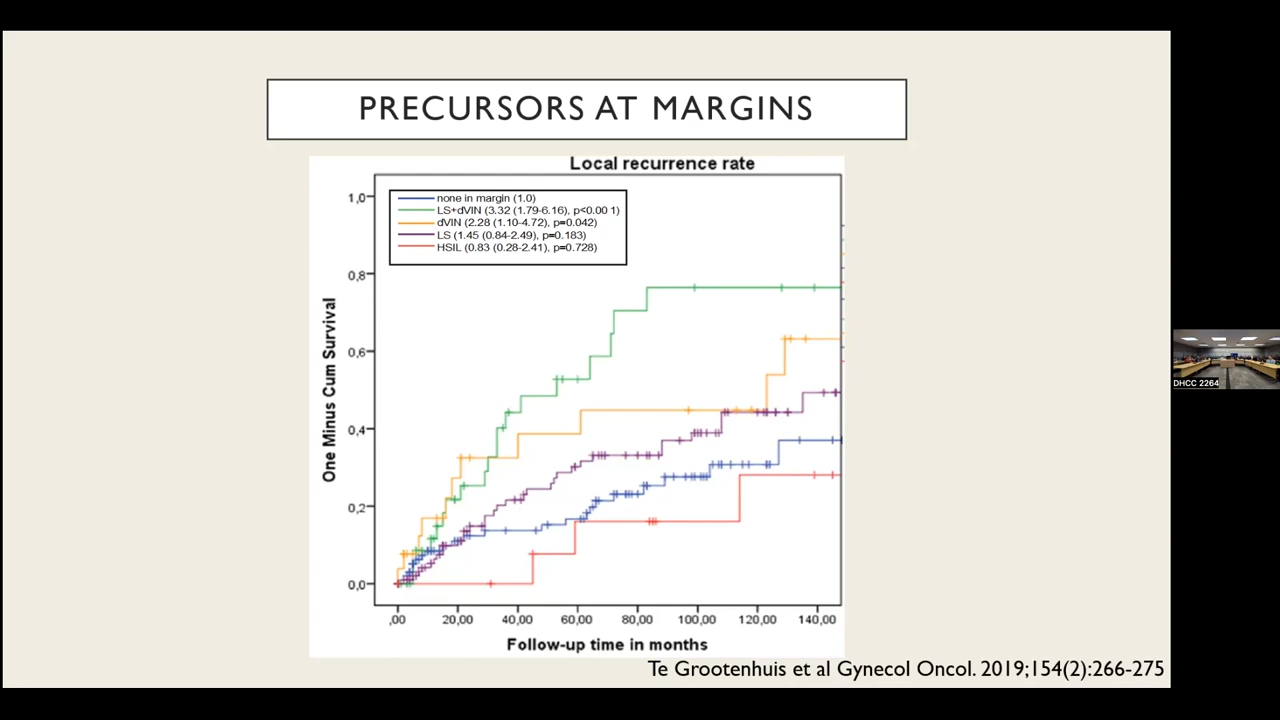 PRECURSORS AT MARGINS
Local recurrence rate
none in margin (1.0)
LS+dVIN (3.32 (1.79-6.16), p<0.00 1)
dVIN (2.28 (1.10-4.72), p=0.042)
LS (1.45 (0.84-2.49), p=0.183)
HSIL (0.83 (0.28-2.41), p=0.728)
One Minus Cum Survival
1,0
0,8
0,6
0,4
0,2
0,0
,00 20,00 40,00 60,00 80,00 100,00 120,00 140,00
Follow-up time in months
Te Grootenhuis et al Gynecol Oncol. 2019;154(2):266-275
DHCC 2264